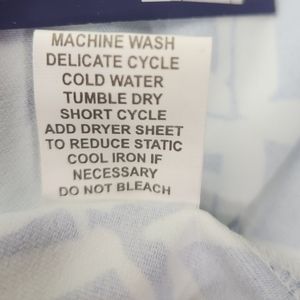 MACHINE WASH
DELICATE CYCLE
COLD WATER
TUMBLE DRY
SHORT CYCLE
ADD DRYER SHEET
TO REDUCE STATIC
COOL IRON IF
NECESSARY
DO NOT BLEACH